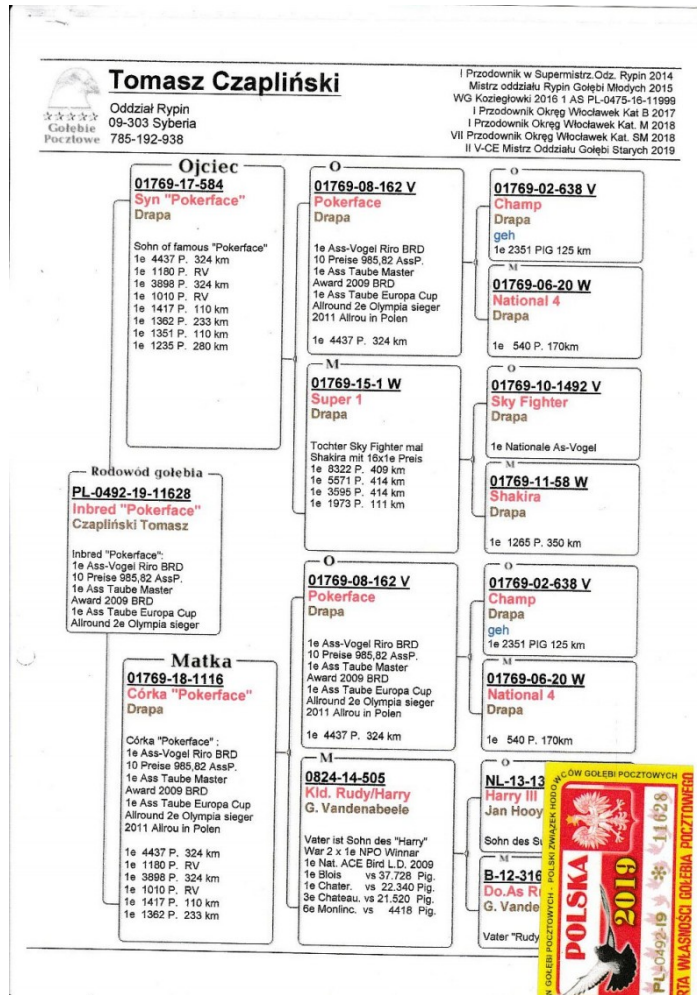 Tomasz Czapliński
Oddział Rypin
09-303 Syberia
785-192-938
Gołębie
Pocztowe
I Przodownik w Supermistrz.Odz. Rypin 2014
Mistrz oddziału Rypin Gołębi Młodych 2015
WG Koziegłowki 2016 1 AS PL-0475-16-11999
I Przodownik Okręg Włocławek Kat B 2017
I Przodownik Okręg Włocławek Kat. M 2018
VII Przodownik Okręg Włocławek Kat. SM 2018
II V-CE Mistrz Oddziału Gołębi Starych 2019
Rodowód gołebia
PL-0492-19-11628
Inbred "Pokerface"
Czapliński Tomasz
Inbred "Pokerface":
1e Ass-Vogel Riro BRD
10 Preise 985,82 AssP.
1e Ass Taube Master
Award 2009 BRD
1e Ass Taube Europa Cup
Allround 2e Olympia sieger
Ojciec
01769-17-584
Syn "Pokerface"
Drapa
Sohn of famous "Pokerface"
1e 4437 P. 324 km
1e 1180 P. RV
1e 3898 P. 324 km
1e 1010 P. RV
1e 1417 P. 110 km
1e 1362 P. 233 km
1e 1351 P. 110 km
1e 1235 P. 280 km
Matka
01769-18-1116
Córka "Pokerface"
Drapa
Córka "Pokerface" :
1e Ass-Vogel Riro BRD
10 Preise 985,82 AssP.
1e Ass Taube Master
Award 2009 BRD
1e Ass Taube Europa Cup
Allround 2e Olympia sieger
2011 Allrou in Polen
1e 4437 P. 324 km
1e 1180 P. RV
1e 3898 P. 324 km
1e 1010 P. RV
1e 1417 P. 110 km
1e 1362 P. 233 km
O
01769-08-162 V
Pokerface
Drapa
1e Ass-Vogel Riro BRD
10 Preise 985,82 AssP.
1e Ass Taube Master
Award 2009 BRD
1e Ass Taube Europa Cup
Allround 2e Olympia sieger
2011 Allrou in Polen
1e 4437 P. 324 km
M
01769-15-1 W
Super 1
Drapa
Tochter Sky Fighter mal
Shakira mit 16x1e Preis
1e 8322 P. 409 km
1e 5571 P. 414 km
1e 3595 P. 414 km
1e 1973 P. 111 km
O
01769-08-162 V
Pokerface
Drapa
1e Ass-Vogel Riro BRD
10 Preise 985,82 AssP.
1e Ass Taube Master
Award 2009 BRD
1e Ass Taube Europa Cup
Allround 2e Olympia sieger
2011 Allrou in Polen
1e 4437 P. 324 km
M
0824-14-505
Kld. Rudy/Harry
G. Vandenabeele
Vater ist Sohn des "Harry"
War 2 x 1e NPO Winnar
1e Nat. ACE Bird L.D. 2009
1e Blois vs 37.728 Pig.
1e Chater. vs 22.340 Pig.
3e Chateau. vs 21.520 Pig.
6e Monlinc. vs 4418 Pig.
O
01769-02-638 V
Champ
Drapa
geh
1e 2351 PIG 125 km
M
01769-06-20 W
National 4
Drapa
1e 540 P. 170km
O
01769-10-1492 V
Sky Fighter
Drapa
1e Nationale As-Vogel
M
01769-11-58 W
Shakira
Drapa
1e 1265 P. 350 km
O
01769-02-638 V
Champ
Drapa
geh
1e 2351 PIG 125 km
M
01769-06-20 W
National 4
Drapa
1e 540 P. 170km
O
NL-13-13
Harry III
Jan Hooy
Sohn des
M
B-12-316
Do.As
G. Vande
Vater "Rudy
POLSKI ZWIĄZEK HODOWCÓW GOŁĘBI POCZTOWYCH
POLSKA
2019
PL-0492-19 11628
WŁASNOŚCI GOŁĘBIA POCZTOWEGO